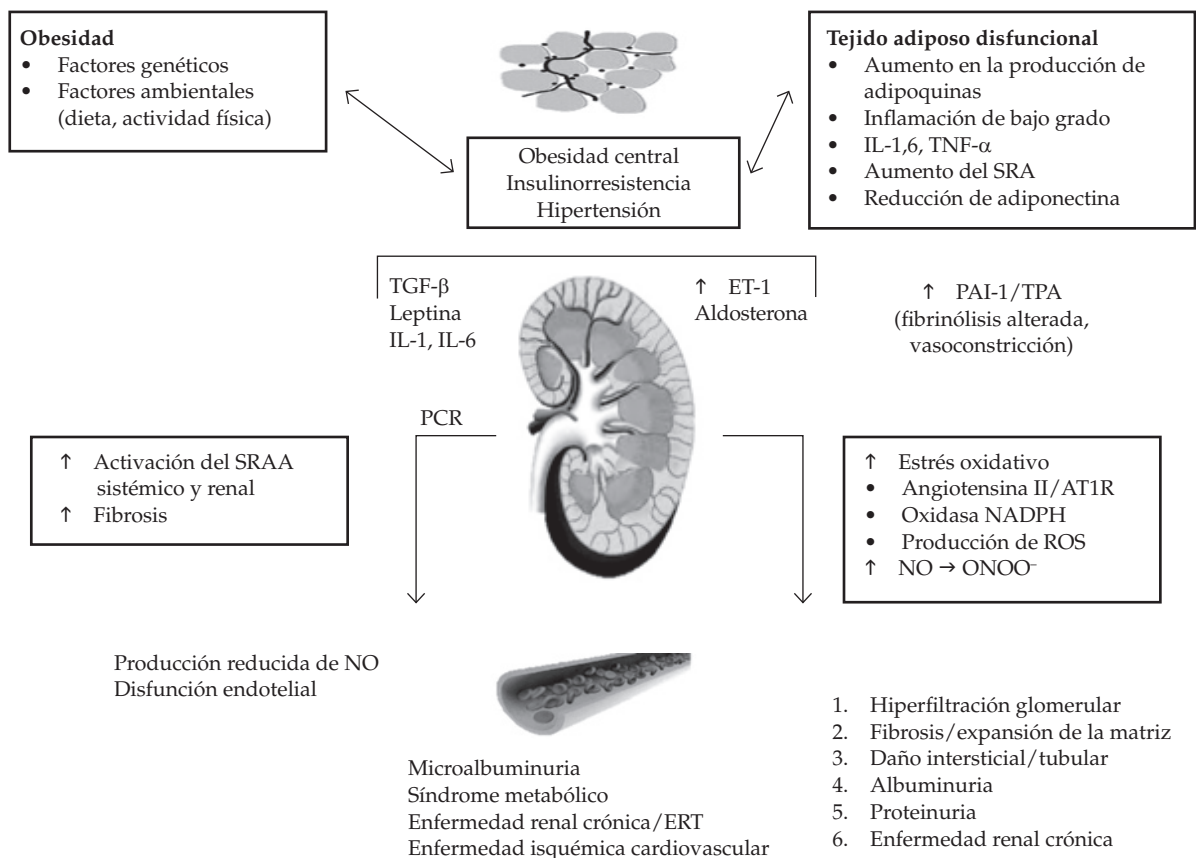 Obesidad
• Factores genéticos
• Factores ambientales
(dieta, actividad física)
Tejido adiposo disfuncional
• Aumento en la producción de
adipoquinas
• Inflamación de bajo grado
• IL-1,6, TNF-α
• Aumento del SRA
• Reducción de adiponectina
Obesidad central
Insulinorresistencia
Hipertensión
TGF-β
Leptina
IL-1, IL-6
↑ ET-1
Aldosterona
↑ PAI-1/TPA
(fibrinólisis alterada,
vasoconstricción)
PCR
↑ Activación del SRAA
sistémico y renal
↑ Fibrosis
↑ Estrés oxidativo
• Angiotensina II/AT1R
• Oxidasa NADPH
• Producción de ROS
↑ NO → ONOO⁻
Producción reducida de NO
Disfunción endotelial
Microalbuminuria
Síndrome metabólico
Enfermedad renal crónica/ERT
Enfermedad isquémica cardiovascular
1. Hiperfiltración glomerular
2. Fibrosis/expansión de la matriz
3. Daño intersticial/tubular
4. Albuminuria
5. Proteinuria
6. Enfermedad renal crónica